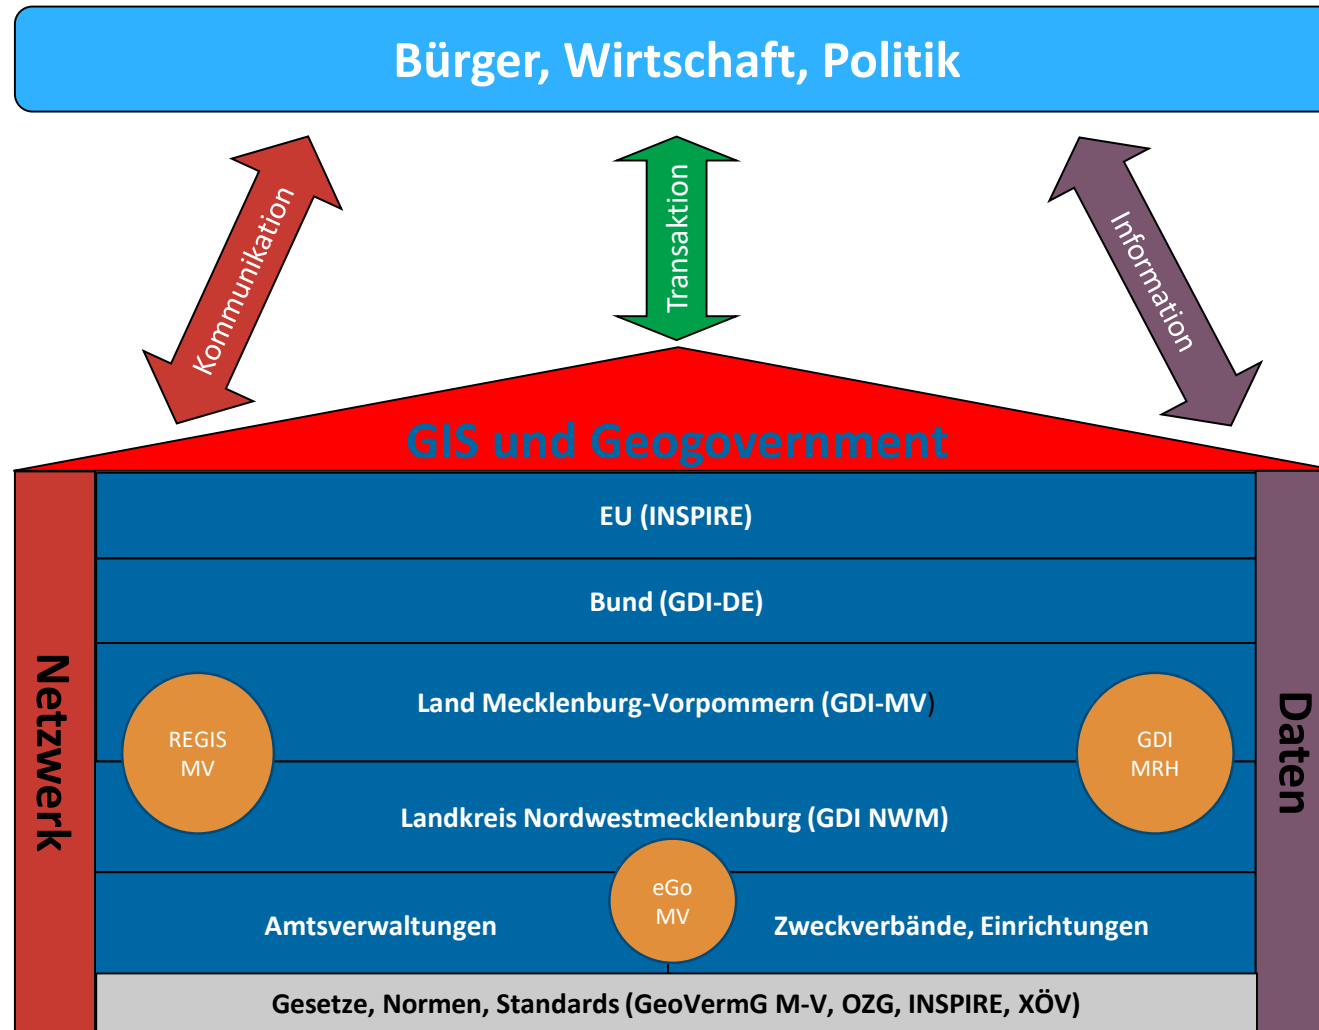 Bürger, Wirtschaft, Politik
Kommunikation
Transaktion
Information
GIS und Geogovernment
EU (INSPIRE)
Bund (GDI-DE)
Netzwerk
Land Mecklenburg-Vorpommern (GDI-MV)
REGIS
MV
GDI
MRH
Daten
Landkreis Nordwestmecklenburg (GDI NWM)
eGo
MV
Amtsverwaltungen
Zweckverbände, Einrichtungen
Gesetze, Normen, Standards (GeoVermG M-V, OZG, INSPIRE, XÖV)